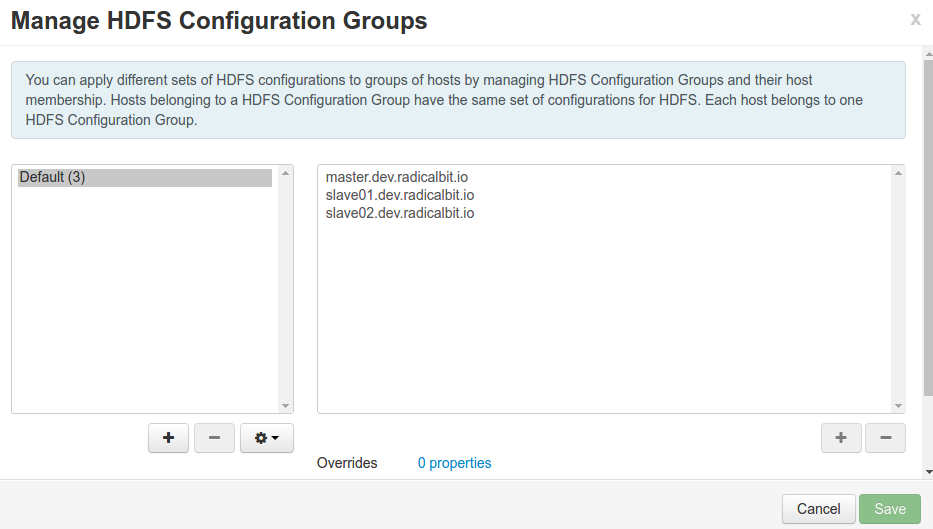 Manage HDFS Configuration Groups
x
You can apply different sets of HDFS configurations to groups of hosts by managing HDFS Configuration Groups and their host
membership. Hosts belonging to a HDFS Configuration Group have the same set of configurations for HDFS. Each host belongs to one
HDFS Configuration Group.
Default (3)
master.dev.radicalbit.io
slave01.dev.radicalbit.io
slave02.dev.radicalbit.io
Overrides 0 properties
Cancel Save